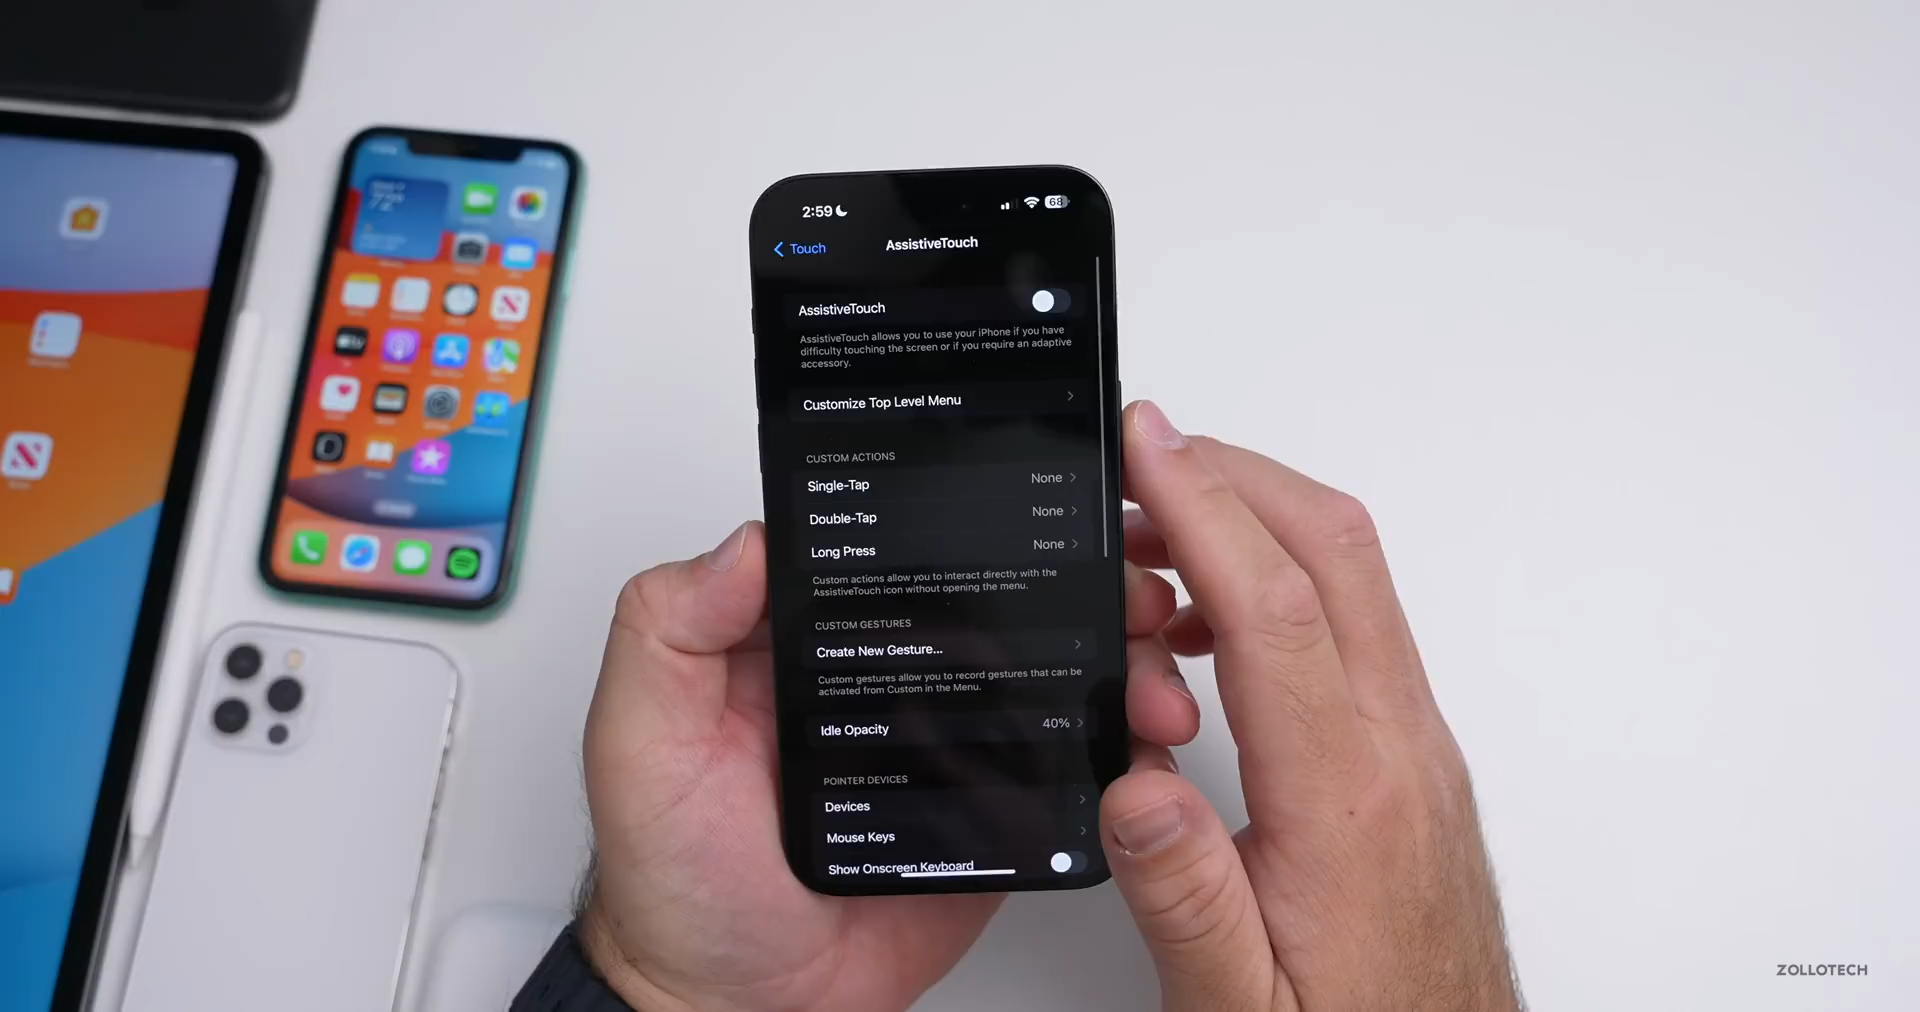 2:59
68
Touch
AssistiveTouch
AssistiveTouch
AssistiveTouch allows you to use your iPhone if you have
difficulty touching the screen or if you require an adaptive
accessory.
Customize Top Level Menu
CUSTOM ACTIONS
Single-Tap None
Double-Tap None
Long Press None
Custom actions allow you to interact directly with the
AssistiveTouch icon without opening the menu.
CUSTOM GESTURES
Create New Gesture...
Custom gestures allow you to record gestures that can be
activated from Custom in the Menu.
Idle Opacity 40%
POINTER DEVICES
Devices
Mouse Keys
Show Onscreen Keyboard
ZOLLOTECH